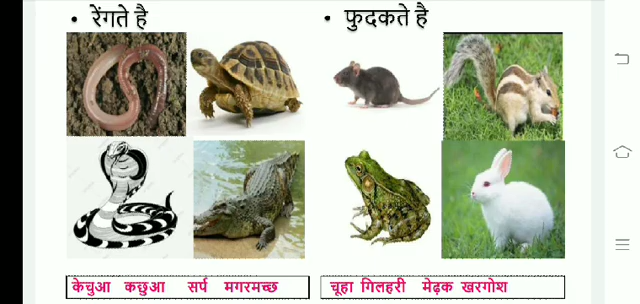 • रेंगते है
• फुदकते है
केचुआ कछुआ सर्प मगरमच्छ
चूहा गिलहरी मेढ़क खरगोश